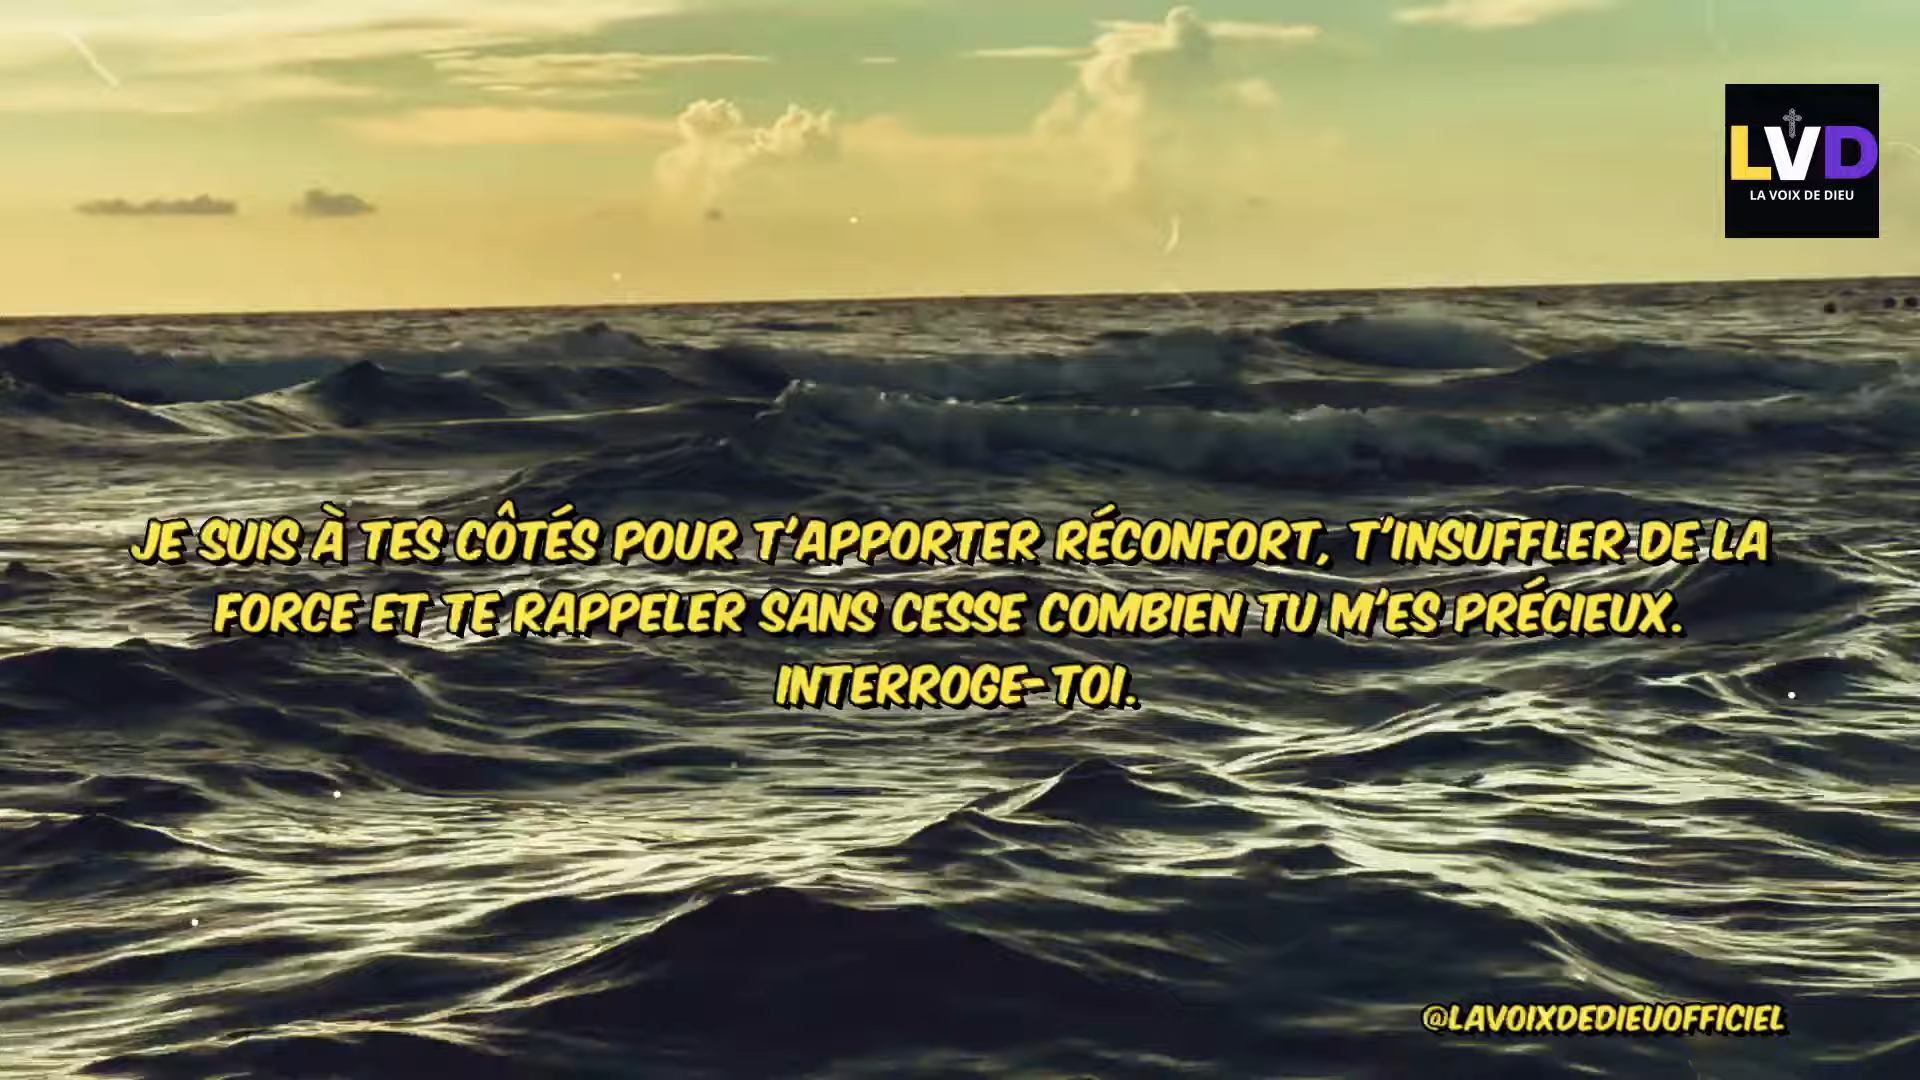 LVD
LA VOIX DE DIEU
JE SUIS À TES CÔTÉS POUR T'APPORTER RÉCONFORT, T'INSUFFLER DE LA
FORCE ET TE RAPPELER SANS CESSE COMBIEN TU M'ES PRÉCIEUX.
INTERROGE-TOI.
@LAVOIXDEDIEUOFFICIEL